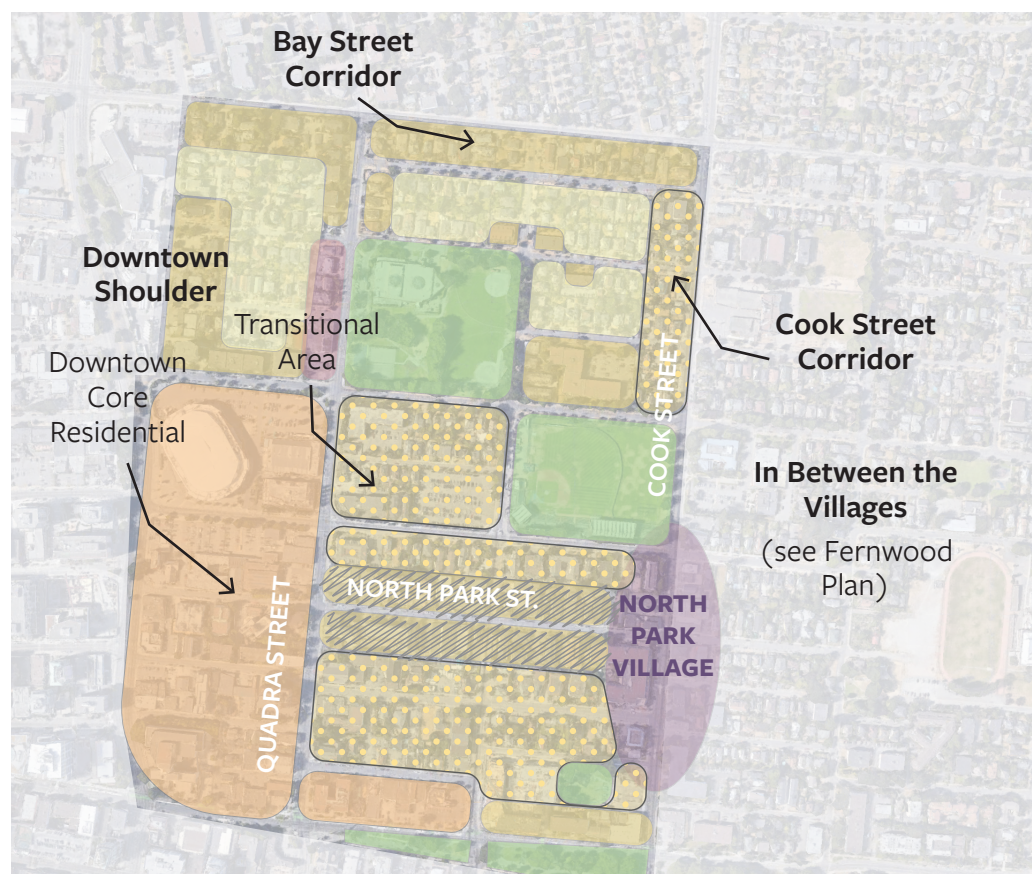 Bay Street
Corridor
Downtown
Shoulder
Transitional
Area
Downtown
Core
Residential
Cook Street
Corridor
COOK STREET
In Between the
Villages
(see Fernwood
Plan)
NORTH PARK ST.
NORTH
PARK
VILLAGE
QUADRA STREET